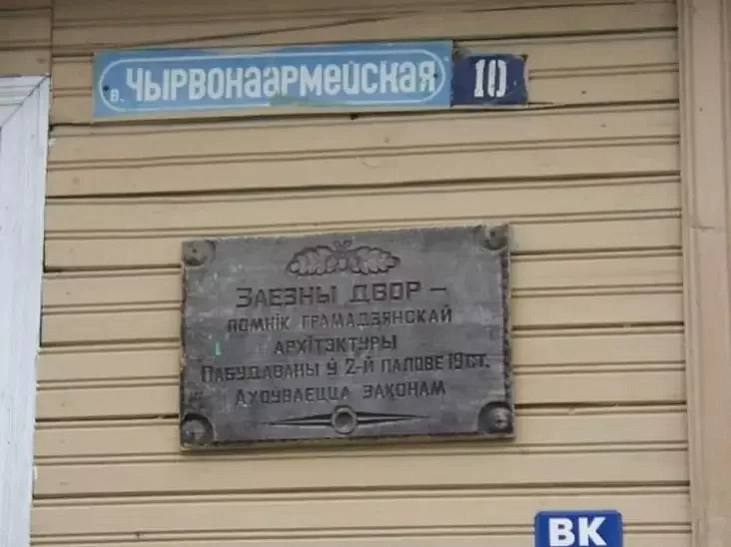 в. Чырвонаармейская 10
Заезны двор –
помнік грамадзянскай
архітэктуры
Пабудаваны ў 2-й палове 19 ст.
Ахоўваецца законам
ВК